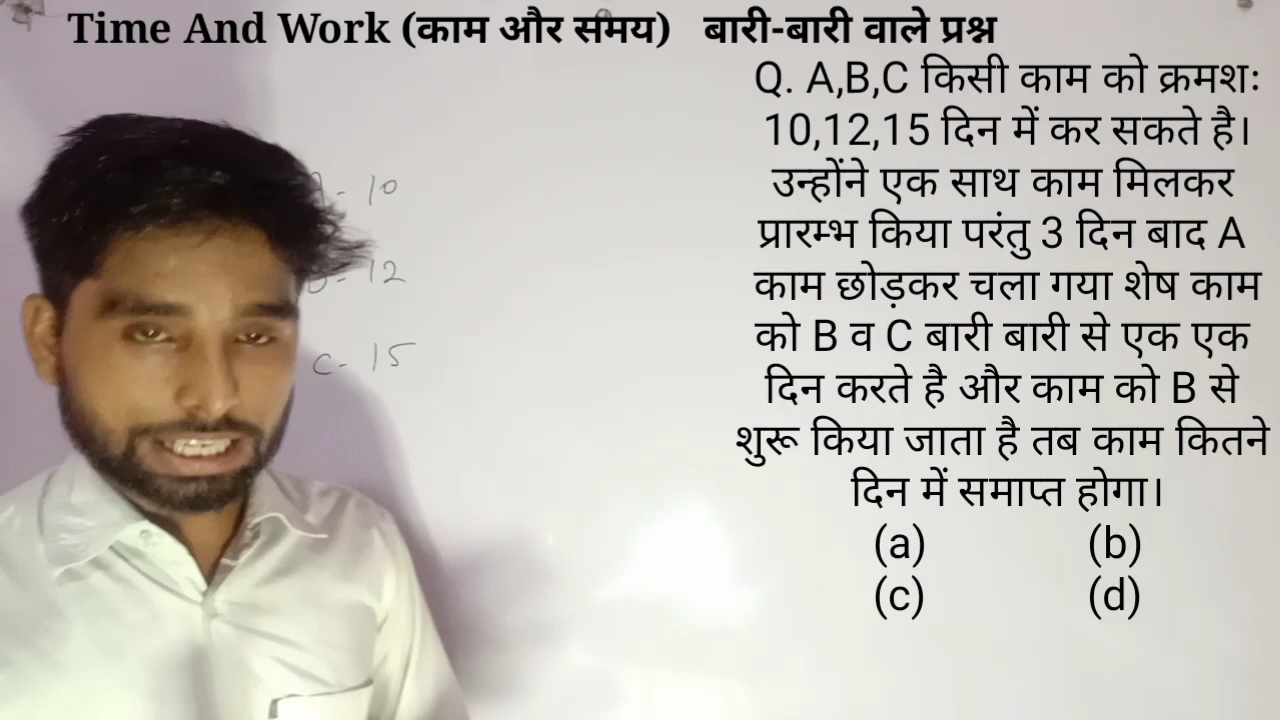 Time And Work (काम और समय) बारी-बारी वाले प्रश्न
Q. A,B,C किसी काम को क्रमशः
10,12,15 दिन में कर सकते है।
उन्होंने एक साथ काम मिलकर
प्रारम्भ किया परंतु 3 दिन बाद A
काम छोड़कर चला गया शेष काम
को B व C बारी बारी से एक एक
दिन करते है और काम को B से
शुरू किया जाता है तब काम कितने
दिन में समाप्त होगा।
(a) (b)
(c) (d)
A- 10
B- 12
C- 15